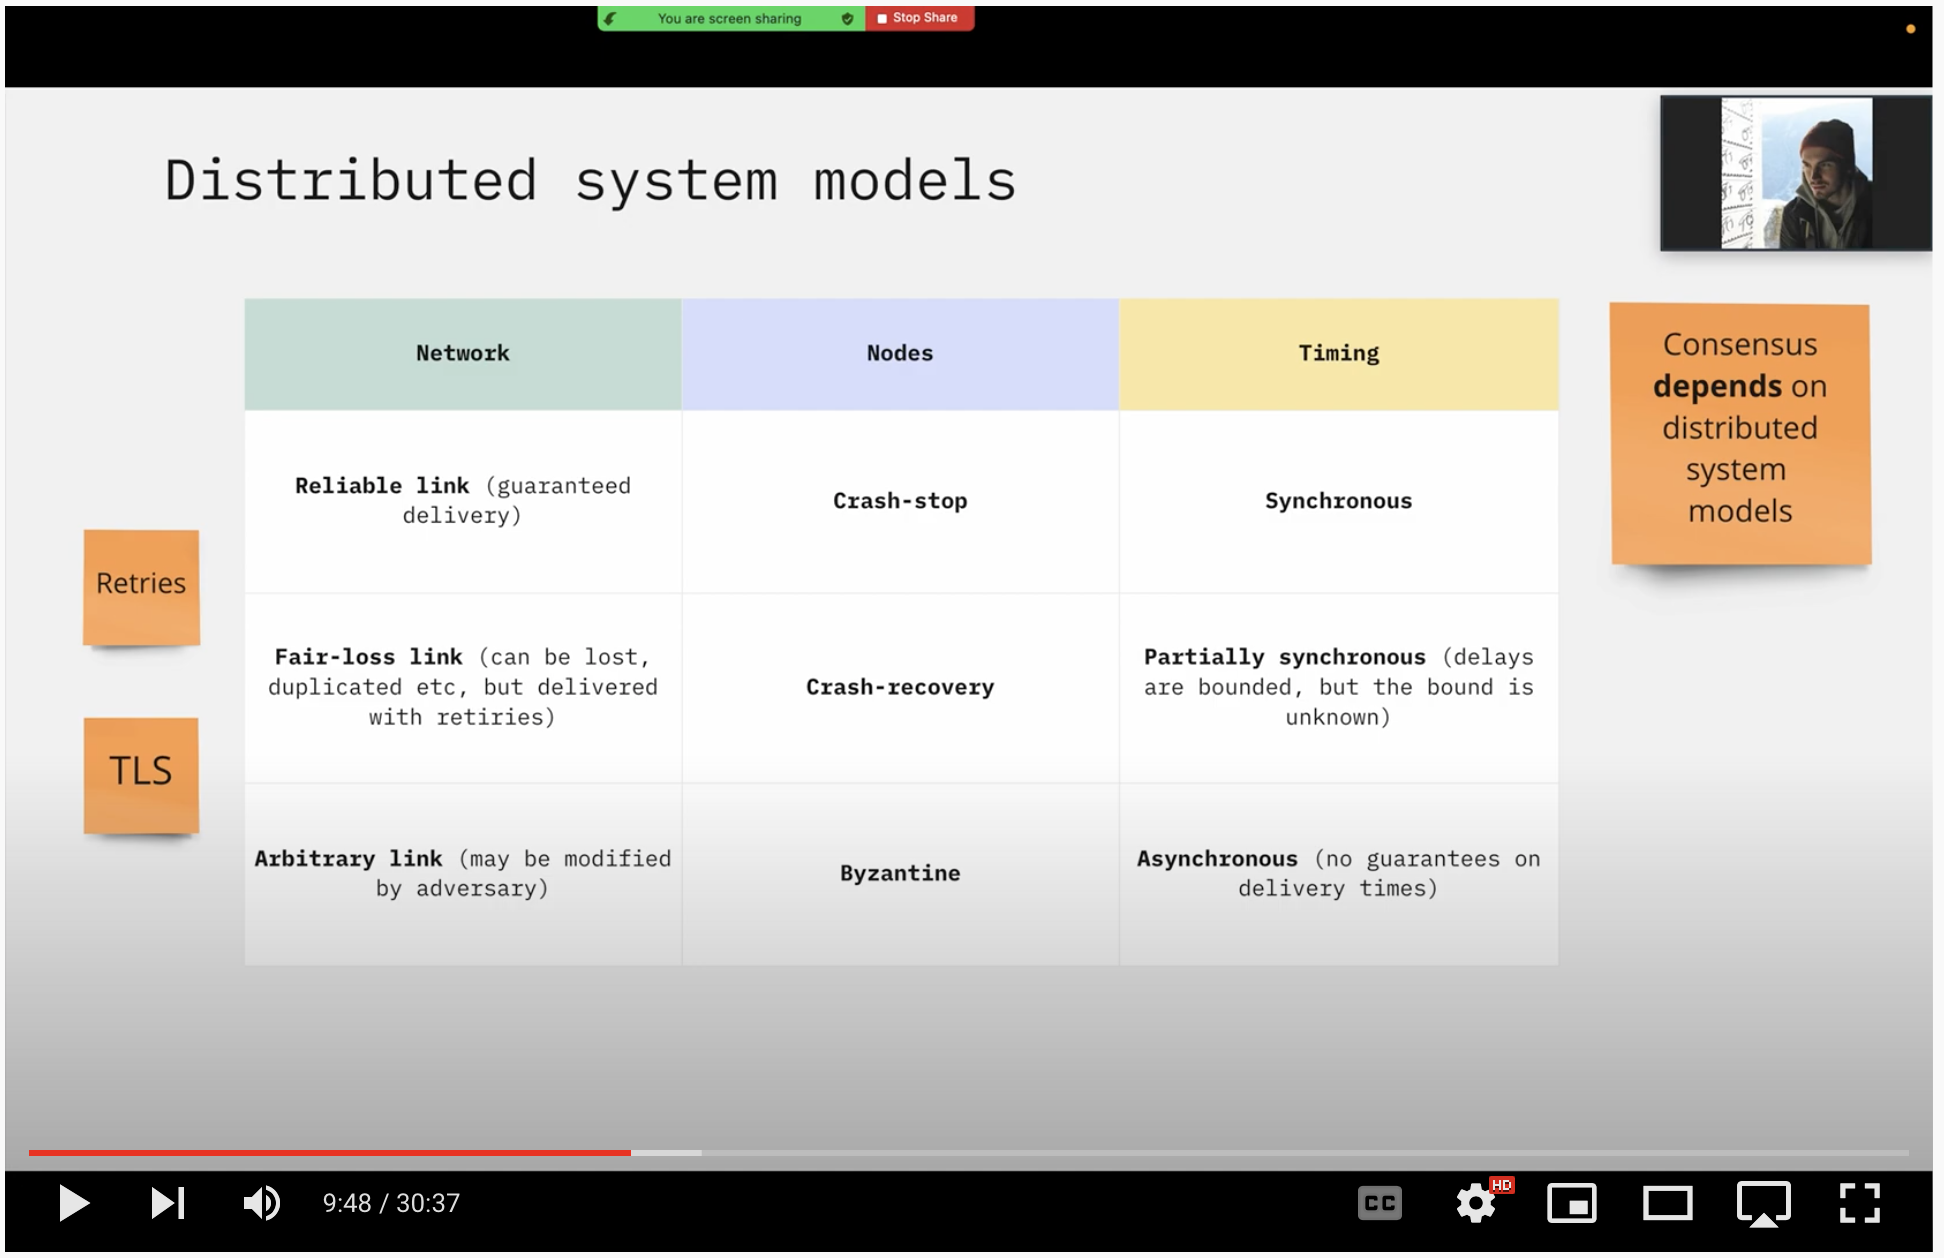 You are screen sharing
Stop Share
Distributed system models
Network
Nodes
Timing
Reliable link (guaranteed
delivery)
Crash-stop
Synchronous
Fair-loss link (can be lost,
duplicated etc, but delivered
with retiries)
Crash-recovery
Partially synchronous (delays
are bounded, but the bound is
unknown)
Arbitrary link (may be modified
by adversary)
Byzantine
Asynchronous (no guarantees on
delivery times)
Retries
TLS
Consensus
depends on
distributed
system
models
9:48 / 30:37
CC
HD